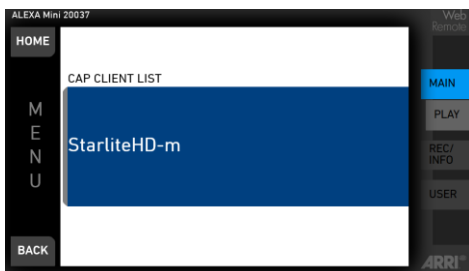 ALEXA Mini 20037
Web
Remote
HOME
CAP CLIENT LIST
MAIN
M
E
N
U
PLAY
StarliteHD-m
REC/
INFO
USER
BACK
ARRI®